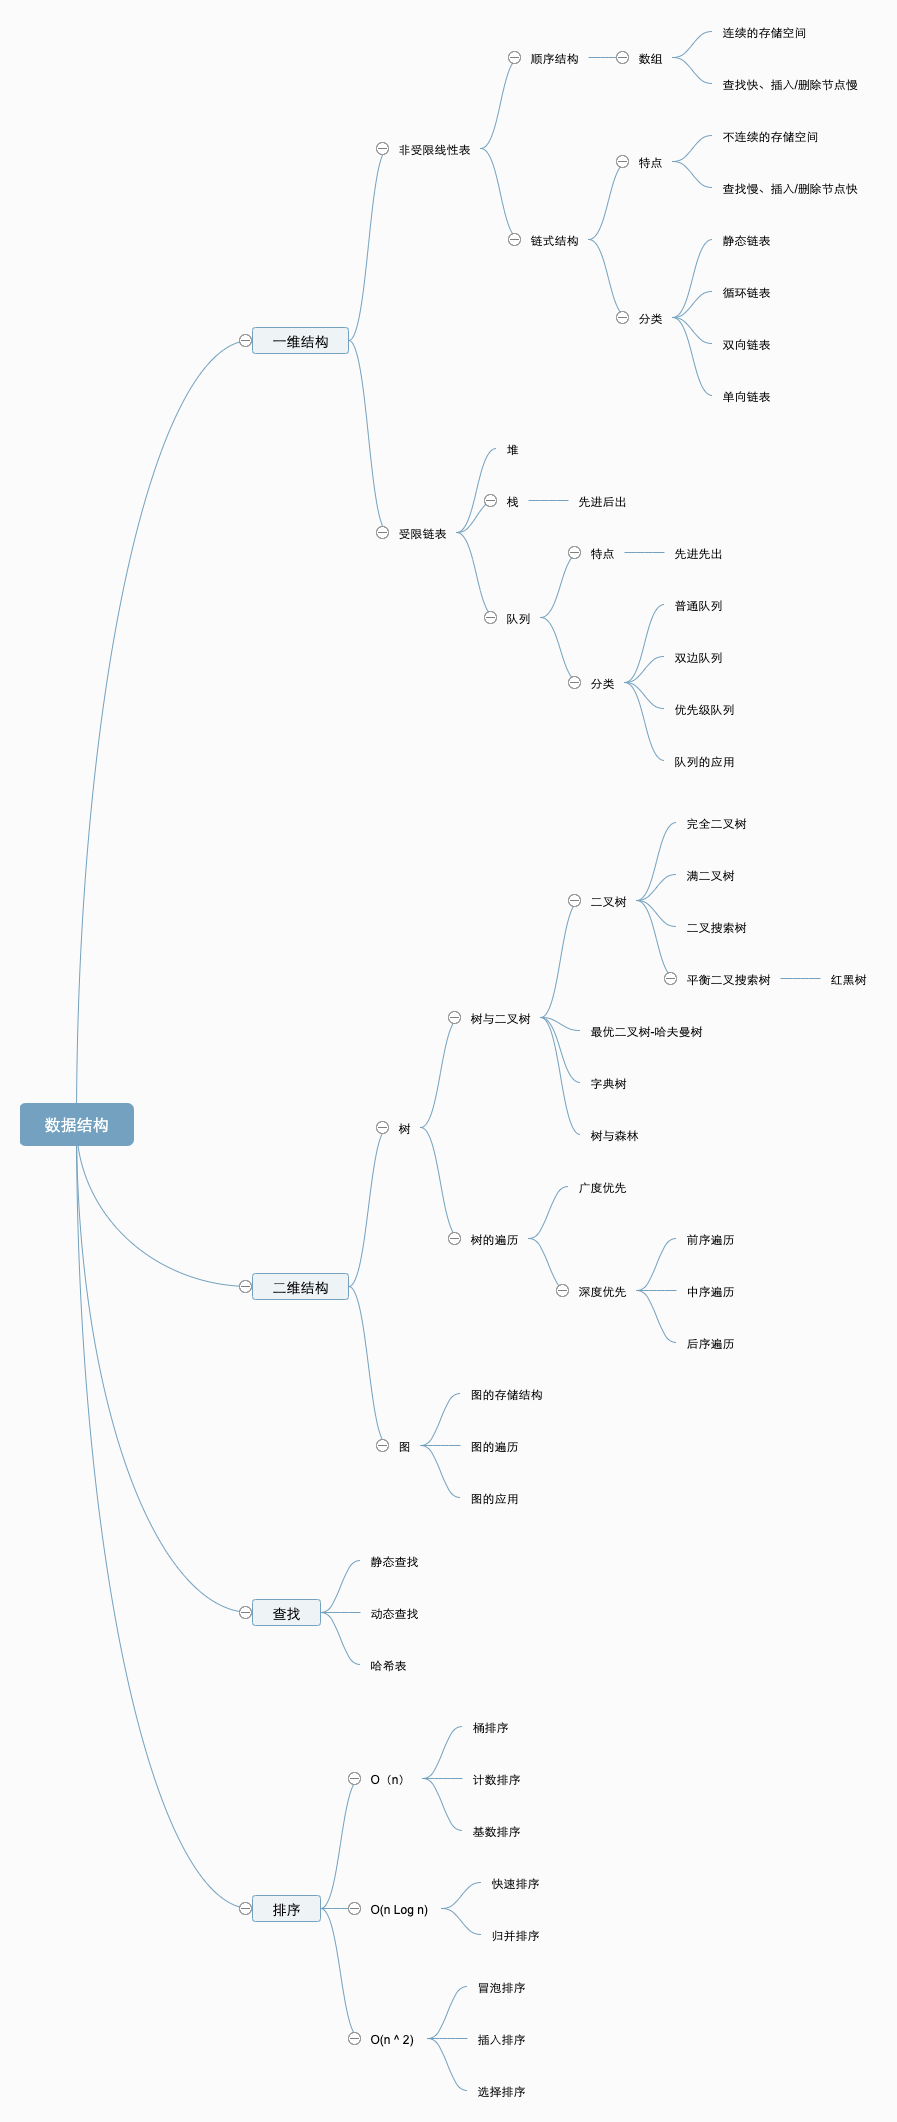 数据结构
一维结构
非受限线性表
顺序结构
数组
连续的存储空间
查找快、插入/删除节点慢
链式结构
特点
不连续的存储空间
查找慢、插入/删除节点快
分类
静态链表
循环链表
双向链表
单向链表
受限链表
堆
栈
先进后出
队列
特点
先进先出
分类
普通队列
双边队列
优先级队列
队列的应用
二维结构
树
树与二叉树
二叉树
完全二叉树
满二叉树
二叉搜索树
平衡二叉搜索树
红黑树
最优二叉树-哈夫曼树
字典树
树与森林
树的遍历
广度优先
深度优先
前序遍历
中序遍历
后序遍历
图
图的存储结构
图的遍历
图的应用
查找
静态查找
动态查找
哈希表
排序
O（n）
桶排序
计数排序
基数排序
O(n Log n)
快速排序
归并排序
O(n ^ 2)
冒泡排序
插入排序
选择排序